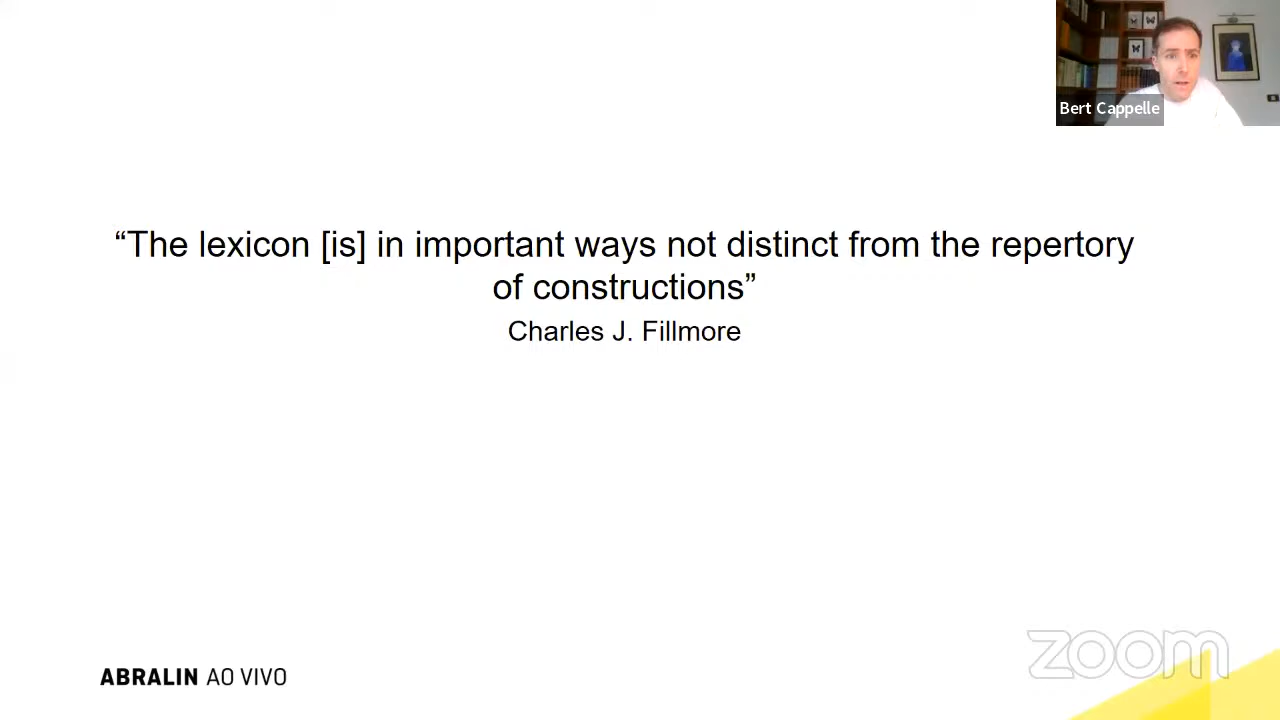 Bert Cappelle
“The lexicon [is] in important ways not distinct from the repertory
of constructions”
Charles J. Fillmore
zoom
ABRALIN AO VIVO